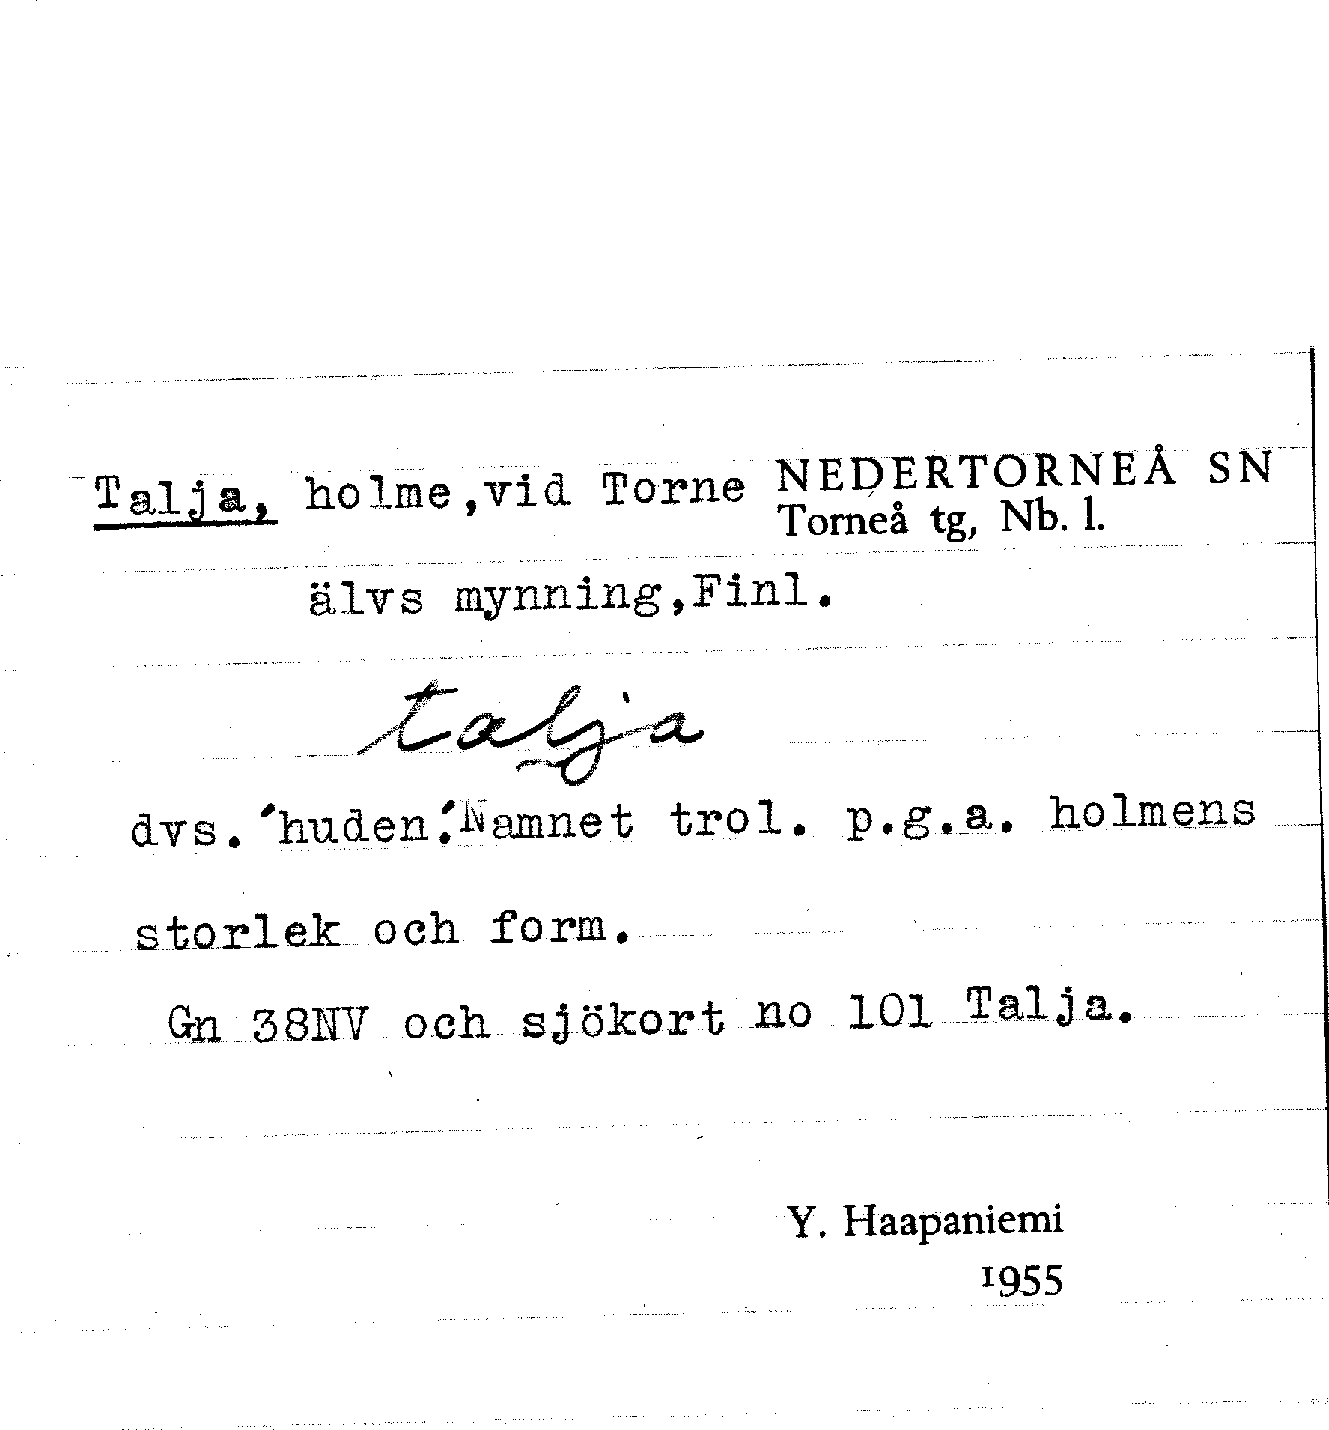 Talja, holme,vid Torne NEDERTORNEÅ SN
Torneå tg, Nb. l.
älvs mynning,Finl.
talja
dvs.'huden'.Namnet trol. p.g.a. holmens
storlek och form.
Gn 38NV och sjökort no 101 Talja.
Y. Haapaniemi
1955